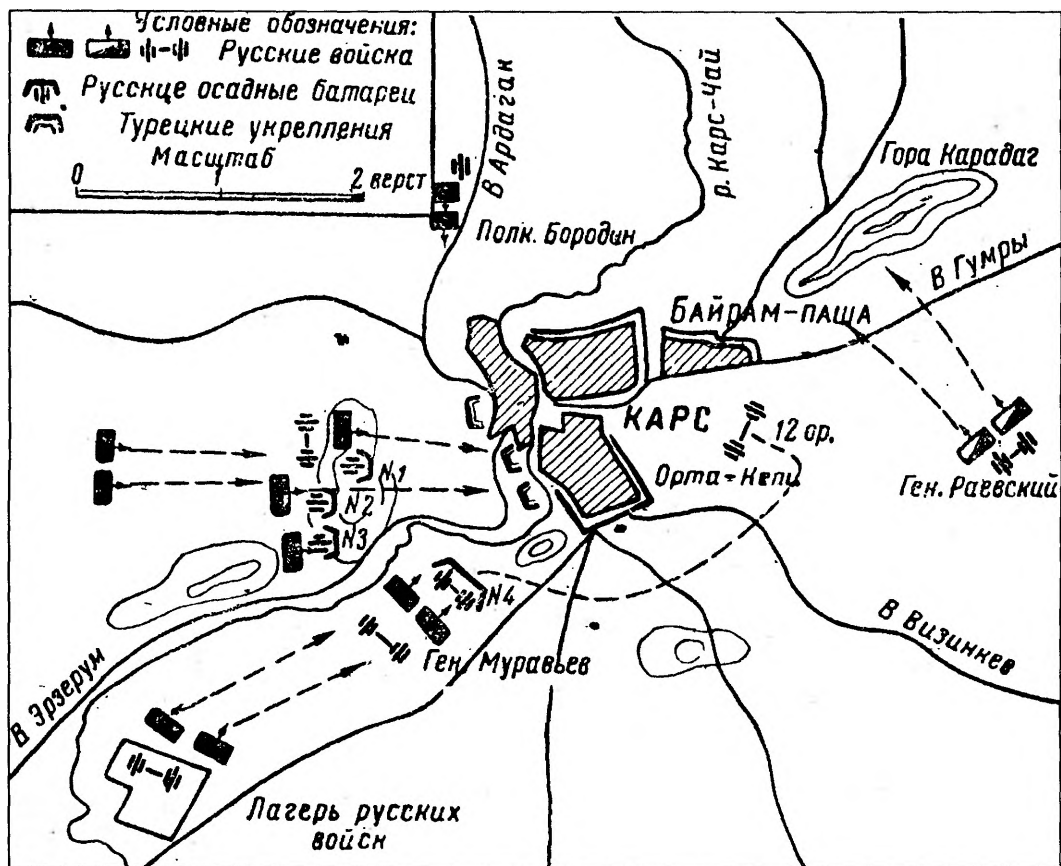 Условные обозначения:
Русские войска
Русские осадные батареи
Турецкие укрепления
Масштаб
0 1 2 верст
В Ардаган
р. Карс-Чай
Гора Карадаг
Полк. Бородин
В Гумры
БАЙРАМ-ПАША
КАРС
12 ор.
Орта-Кепи
Ген. Раевский
N1
N2
N3
N4
Ген. Муравьев
В Визинкев
В Эрзерум
Лагерь русских
войск